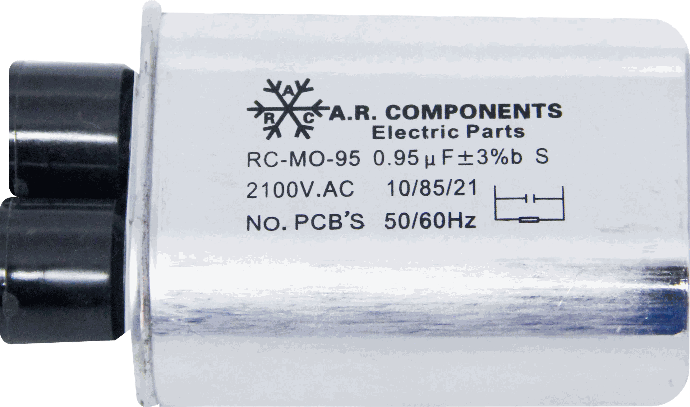 A
R C
A.R. COMPONENTS
Electric Parts
RC-MO-95 0.95μF±3%b S
2100V.AC 10/85/21
NO. PCB'S 50/60Hz